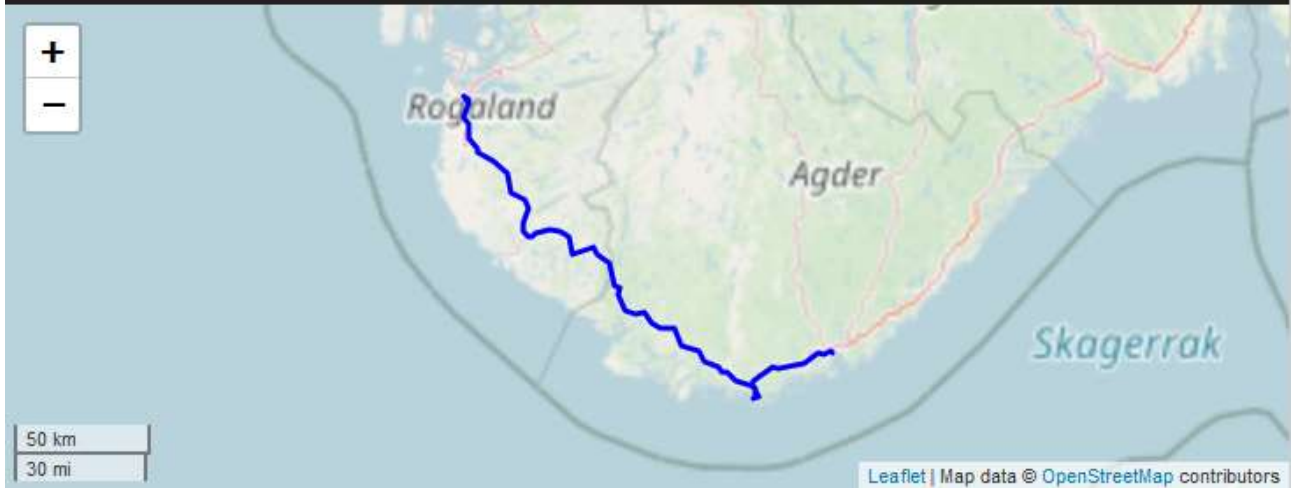 +
−
Rogaland
Agder
Skagerrak
50 km
30 mi
Leaflet | Map data © OpenStreetMap contributors